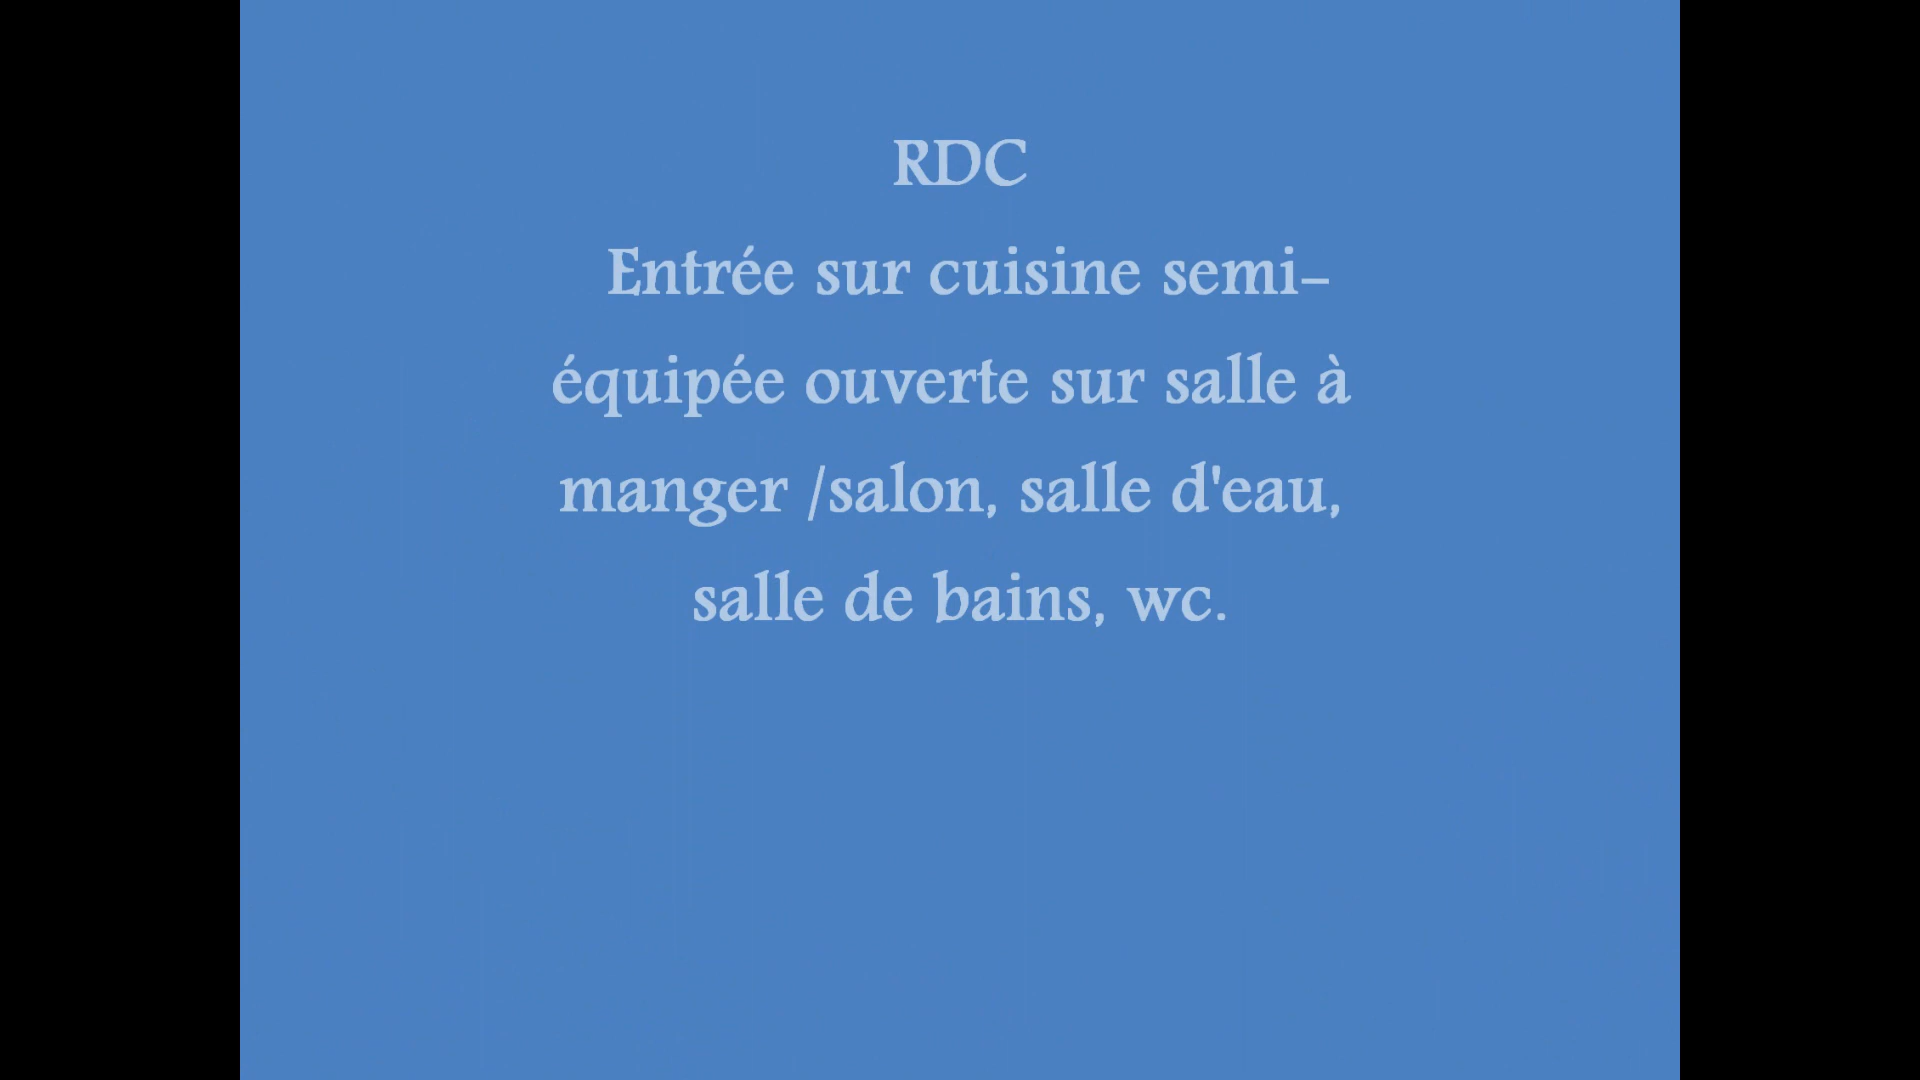 RDC
Entrée sur cuisine semi-
équipée ouverte sur salle à
manger /salon, salle d'eau,
salle de bains, wc.